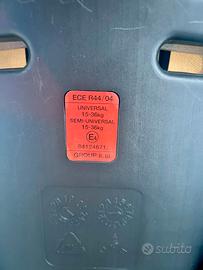 ECE R44/04
UNIVERSAL
15-36kg
SEMI-UNIVERSAL
15-36kg
E4
GROUP II, III
subito